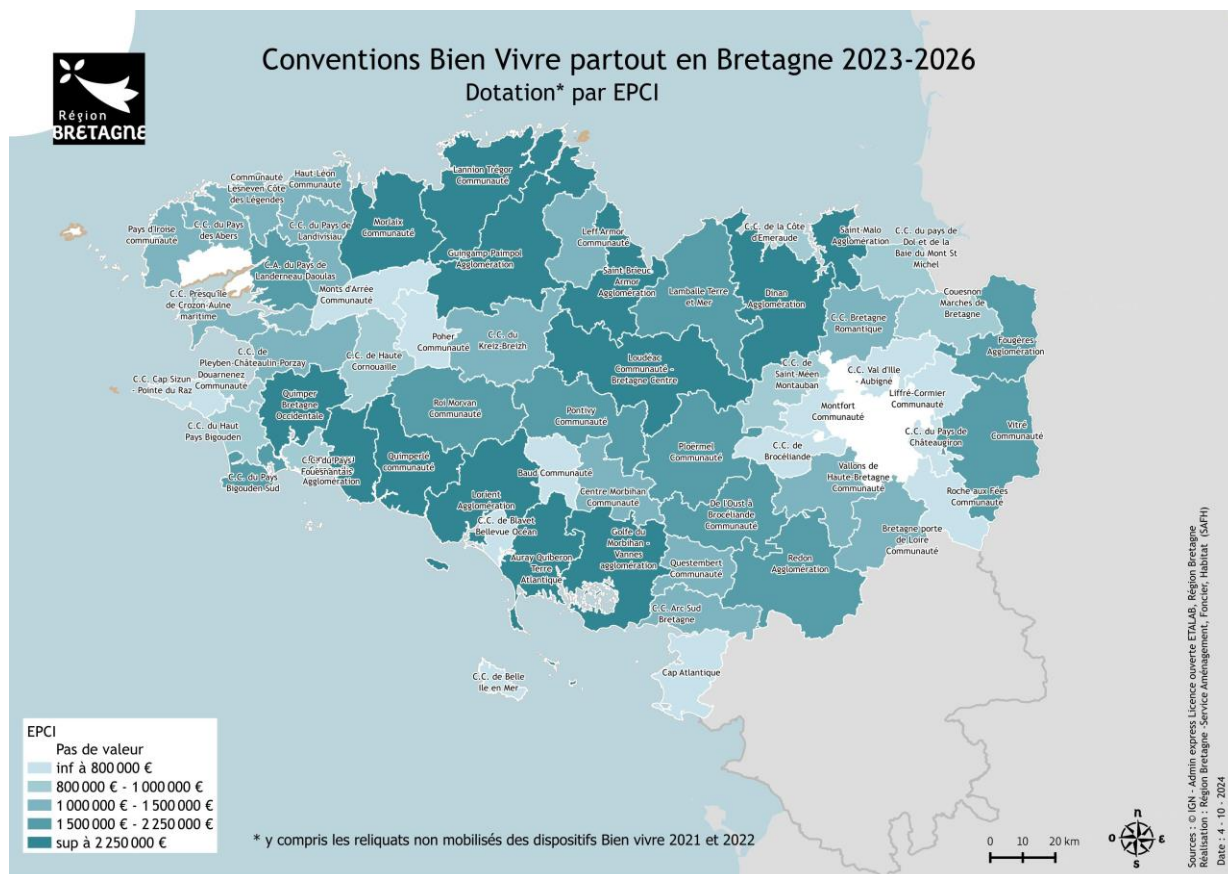 Conventions Bien Vivre partout en Bretagne 2023-2026
Dotation* par EPCI
Région
BRETAGNE
Lannion Trégor
Communauté
Haut Léon
Communauté
Communauté
Lesneven Côte
des Légendes
Pays d'Iroise
communauté
C.C. du Pays
des Abers
C.C. du Pays de
Landivisiau
Morlaix
Communauté
Guingamp-Paimpol
Agglomération
Leff Armor
Communauté
C.C. de la Côte
d'Emeraude
Saint-Malo
Agglomération
C.C. du pays de
Dol et de la
Baie du Mont St
Michel
C.A. du Pays de
Landerneau Daoulas
Saint-Brieuc
Armor
Agglomération
Lamballe Terre
et Mer
Dinan
Agglomération
Couesnon
Marches de
Bretagne
C.C. Presqu'île
de Crozon-Aulne
maritime
Monts d'Arrée
Communauté
C.C. Bretagne
Romantique
Fougères
Agglomération
Poher
Communauté
C.C. du
Kreiz-Breizh
C.C. de
Pleyben-Châteaulin-Porzay
C.C. de Haute
Cornouaille
Loudéac
Communauté -
Bretagne Centre
C.C. de
Saint-Méen
Montauban
C.C. Val d'Ille
- Aubigné
Liffré-Cormier
Communauté
Douarnenez
Communauté
C.C. Cap Sizun
- Pointe du Raz
Quimper
Bretagne
Occidentale
Roi Morvan
Communauté
Pontivy
Communauté
Montfort
Communauté
C.C. du Pays de
Châteaugiron
Vitré
Communauté
C.C. du Haut
Pays Bigouden
Ploërmel
Communauté
C.C. de
Brocéliande
C.C. du Pays
Fouesnantais
Agglomération
Quimperlé
communauté
Baud Communauté
Vallons de
Haute-Bretagne
Communauté
C.C. du Pays
Bigouden Sud
Lorient
Agglomération
Centre Morbihan
Communauté
De l'Oust à
Brocéliande
Communauté
Roche aux Fées
Communauté
C.C. de Blavet
Bellevue Océan
Golfe du
Morbihan -
Vannes
agglomération
Bretagne porte
de Loire
Communauté
Auray Quiberon
Terre
Atlantique
Questembert
Communauté
Redon
Agglomération
C.C. Arc Sud
Bretagne
C.C. de Belle
Ile en Mer
Cap Atlantique
EPCI
Pas de valeur
inf à 800 000 €
800 000 € - 1 000 000 €
1 000 000 € - 1 500 000 €
1 500 000 € - 2 250 000 €
sup à 2 250 000 €
* y compris les reliquats non mobilisés des dispositifs Bien vivre 2021 et 2022
0 10 20 km
n
o ε
s
Sources : © IGN - Admin express Licence ouverte ETALAB, Région Bretagne
Réalisation : Région Bretagne -Service Aménagement, Foncier, Habitat (SAFH)
Date : 4 - 10 - 2024